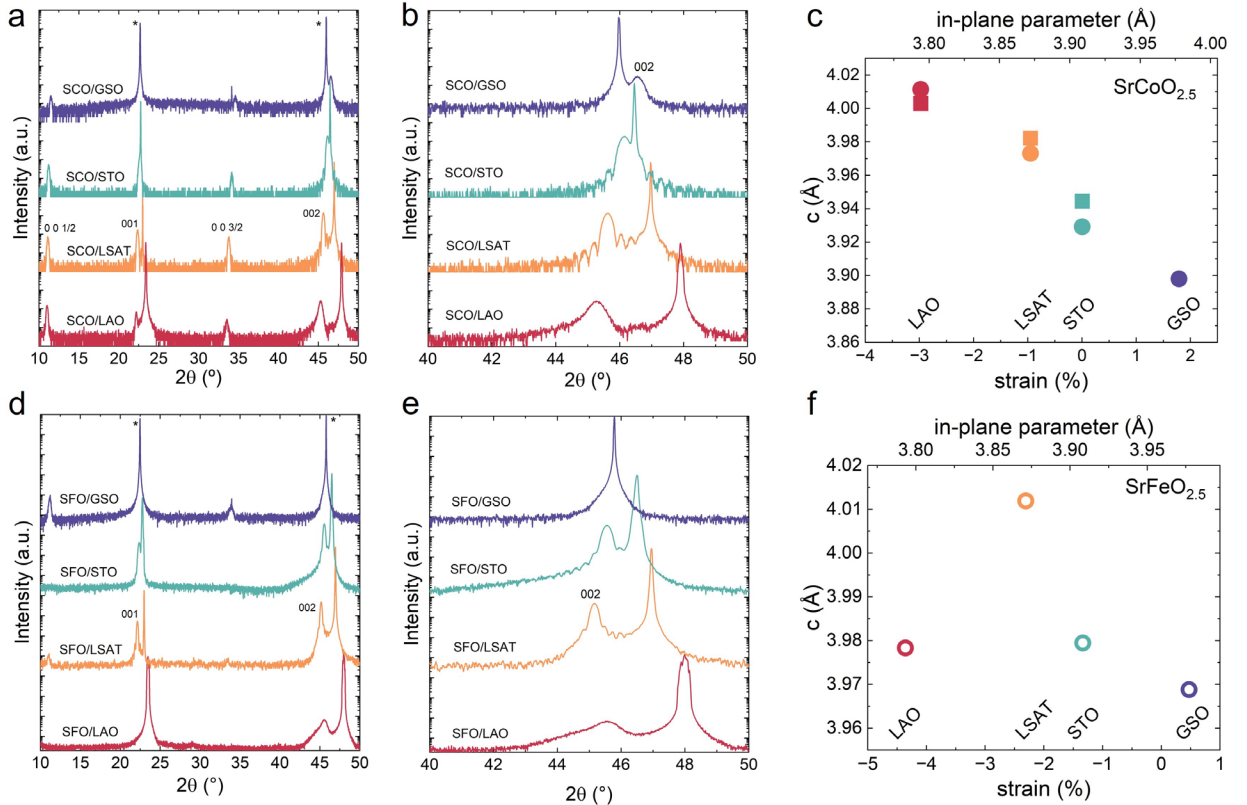 a
*
*
SCO/GSO
SCO/STO
0 0 1/2
001
0 0 3/2
002
SCO/LSAT
SCO/LAO
Intensity (a.u.)
10 15 20 25 30 35 40 45 50
2θ (º)
b
002
SCO/GSO
SCO/STO
SCO/LSAT
SCO/LAO
Intensity (a.u.)
40 42 44 46 48 50
2θ (º)
c
in-plane parameter (Å)
3.80 3.85 3.90 3.95 4.00
SrCoO2.5
4.02
4.00
3.98
3.96
3.94
3.93
3.90
3.88
3.86
c (Å)
LAO
LSAT
STO
GSO
−4 −3 −2 −1 0 1 2
strain (%)
d
*
*
SFO/GSO
SFO/STO
001
002
SFO/LSAT
SFO/LAO
Intensity (a.u.)
10 15 22 25 30 35 40 45 50
2θ (°)
e
SFO/GSO
SFO/STO
002
SFO/LSAT
SFO/LAO
Intensity (a.u.)
40 42 44 46 48 50
2θ (°)
f
in-plane parameter (Å)
3.80 3.85 3.90 3.95
SrFeO2.5
4.02
4.01
4.00
3.99
3.98
3.97
3.96
c (Å)
LAO
LSAT
STO
GSO
−5 −4 −3 −2 −1 0 1
strain (%)